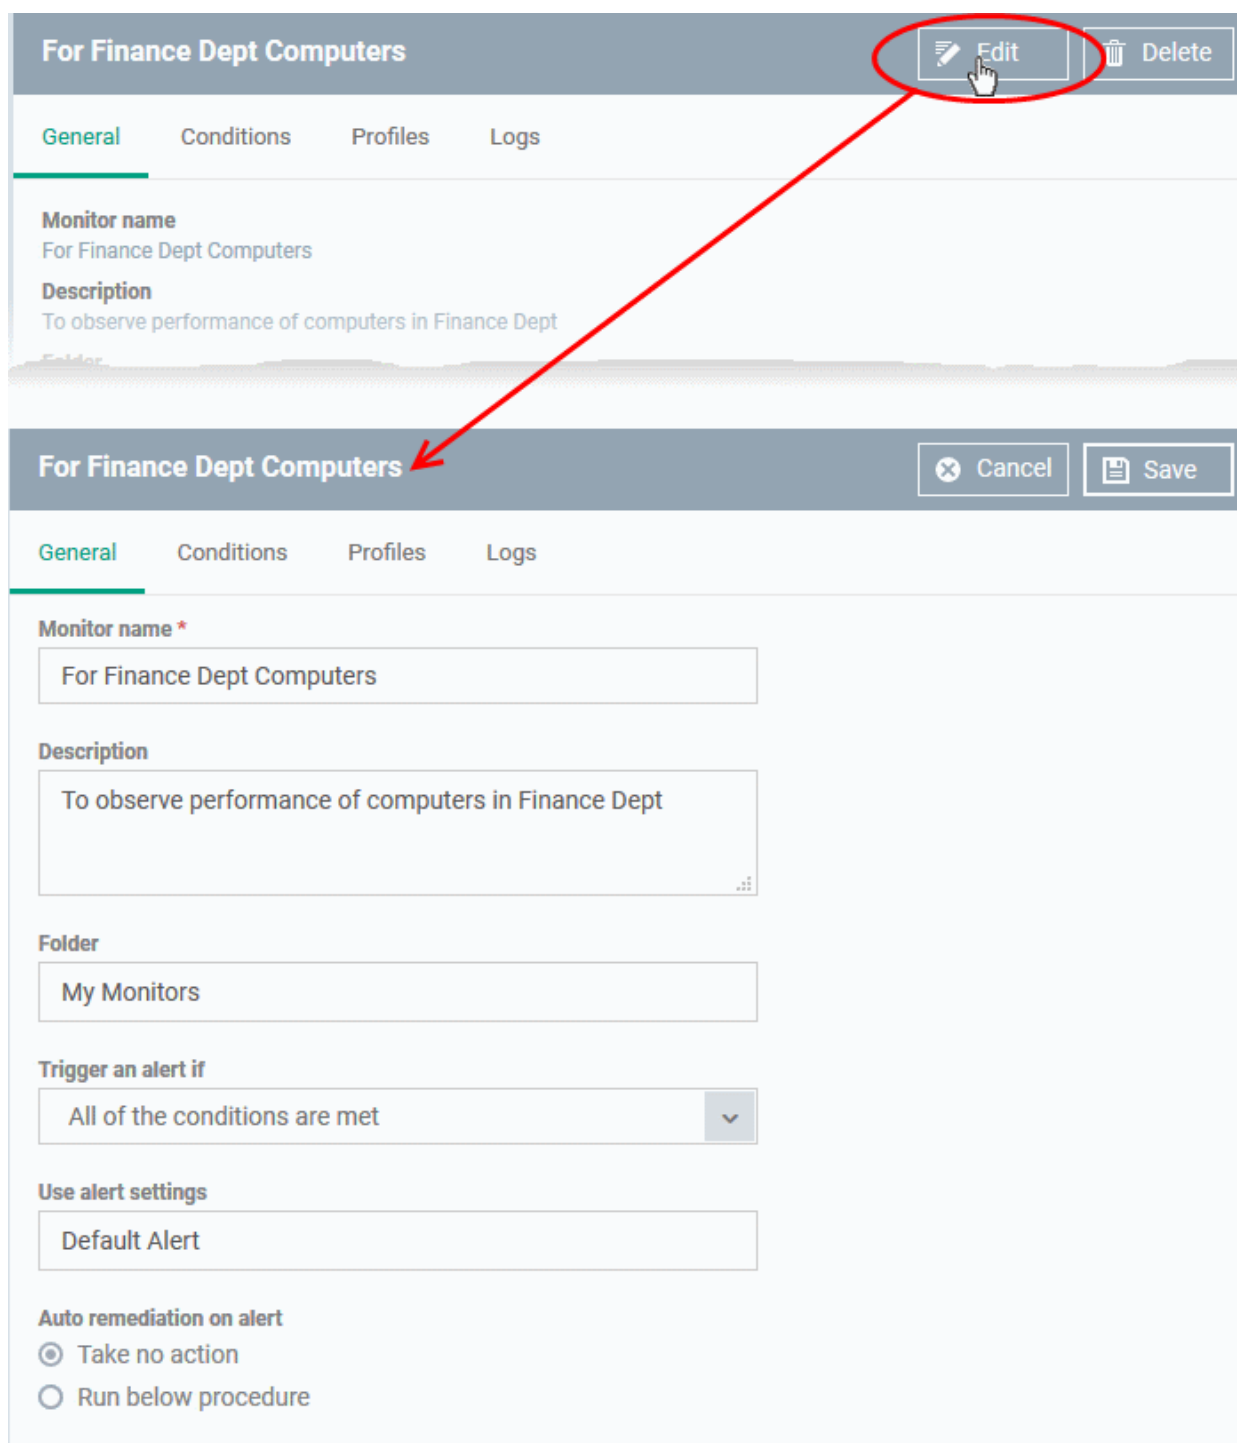 For Finance Dept Computers
Edit
Delete
General Conditions Profiles Logs
Monitor name
For Finance Dept Computers
Description
To observe performance of computers in Finance Dept
Folder
For Finance Dept Computers
Cancel
Save
General Conditions Profiles Logs
Monitor name *
For Finance Dept Computers
Description
To observe performance of computers in Finance Dept
Folder
My Monitors
Trigger an alert if
All of the conditions are met
Use alert settings
Default Alert
Auto remediation on alert
Take no action
Run below procedure